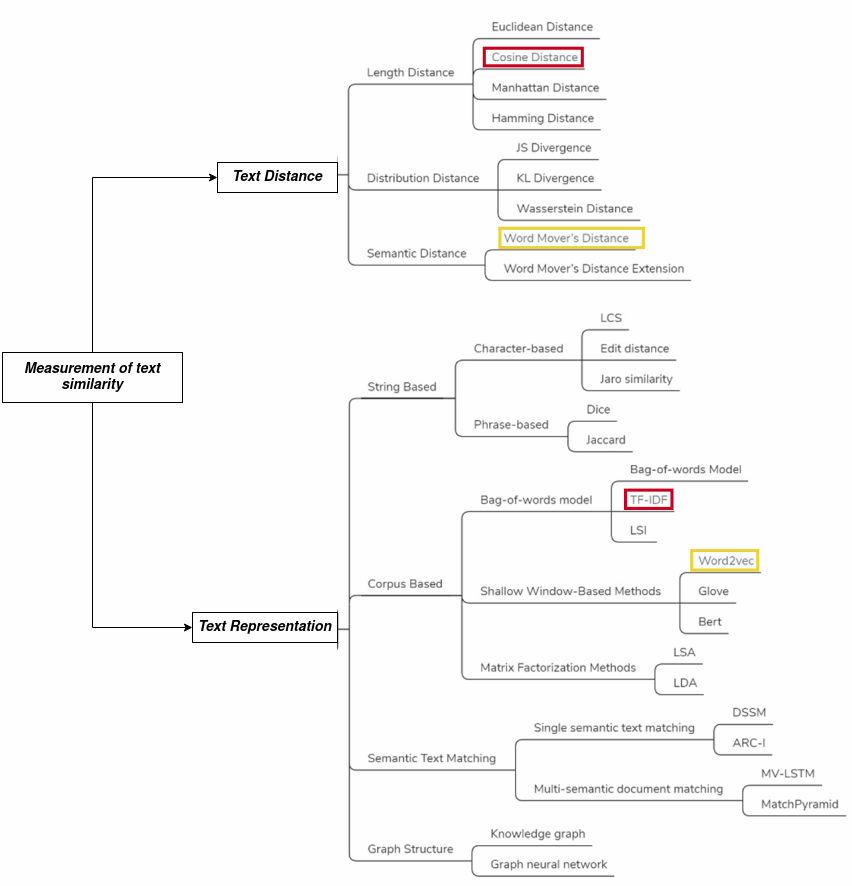 Euclidean Distance
Cosine Distance
Length Distance
Manhattan Distance
Hamming Distance
JS Divergence
Text Distance
Distribution Distance
KL Divergence
Wasserstein Distance
Word Mover's Distance
Semantic Distance
Word Mover's Distance Extension
Measurement of text
similarity
LCS
Character-based
Edit distance
Jaro similarity
String Based
Dice
Phrase-based
Jaccard
Bag-of-words Model
Bag-of-words model
TF-IDF
LSI
Word2vec
Corpus Based
Shallow Window-Based Methods
Glove
Bert
Text Representation
LSA
Matrix Factorization Methods
LDA
DSSM
Single semantic text matching
ARC-I
Semantic Text Matching
MV-LSTM
Multi-semantic document matching
MatchPyramid
Knowledge graph
Graph Structure
Graph neural network